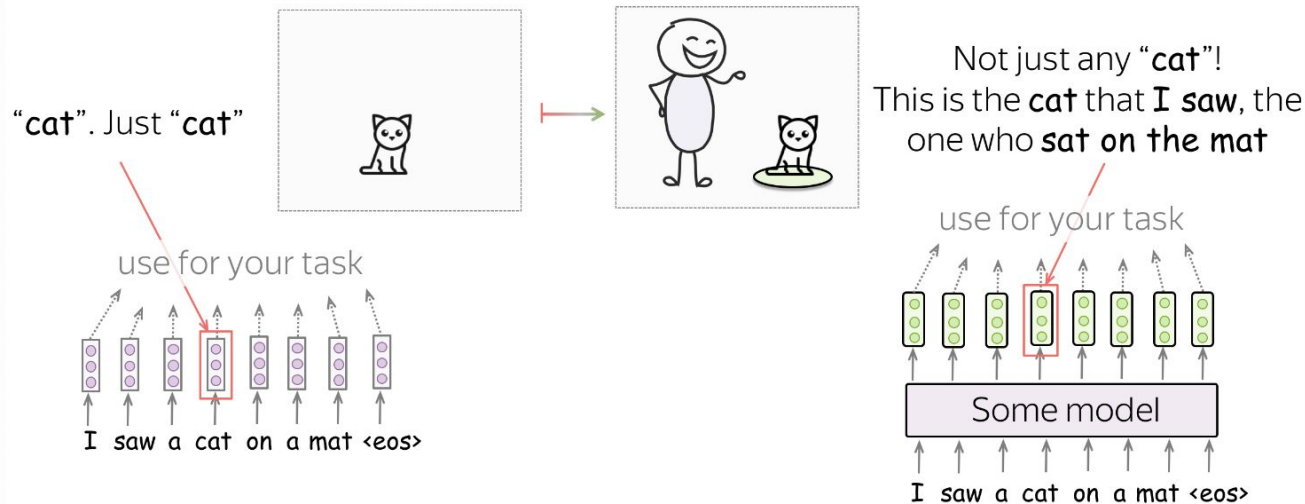 “cat”. Just “cat”
use for your task
I saw a cat on a mat <eos>
Not just any “cat”!
This is the cat that I saw, the
one who sat on the mat
use for your task
Some model
I saw a cat on a mat <eos>